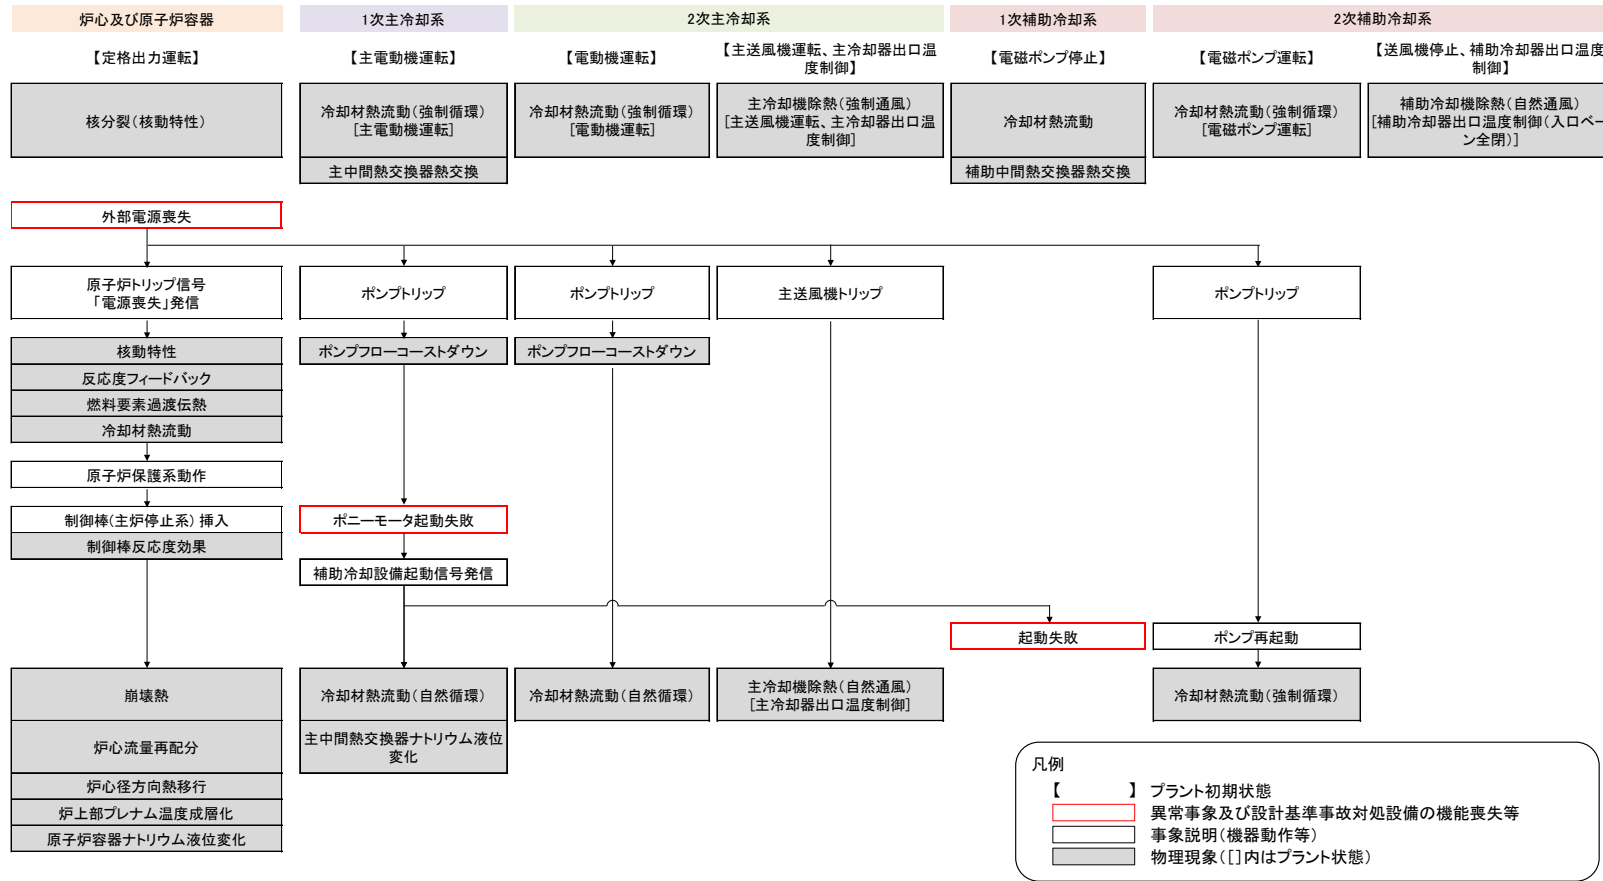 炉心及び原子炉容器
1次主冷却系
2次主冷却系
1次補助冷却系
2次補助冷却系
【定格出力運転】
【主電動機運転】
【電動機運転】
【主送風機運転、主冷却器出口温
度制御】
【電磁ポンプ停止】
【電磁ポンプ運転】
【送風機停止、補助冷却器出口温度
制御】
核分裂(核動特性)
冷却材熱流動(強制循環)
[主電動機運転]
冷却材熱流動(強制循環)
[電動機運転]
主冷却機除熱(強制通風)
[主送風機運転、主冷却器出口温
度制御]
冷却材熱流動
冷却材熱流動(強制循環)
[電磁ポンプ運転]
補助冷却機除熱(自然通風)
[補助冷却器出口温度制御(入口ベー
ン全閉)]
主中間熱交換器熱交換
補助中間熱交換器熱交換
外部電源喪失
原子炉トリップ信号
「電源喪失」発信
ポンプトリップ
ポンプトリップ
主送風機トリップ
ポンプトリップ
核動特性
ポンプフローコーストダウン
ポンプフローコーストダウン
反応度フィードバック
燃料要素過渡伝熱
冷却材熱流動
原子炉保護系動作
制御棒(主炉停止系) 挿入
ポニーモータ起動失敗
制御棒反応度効果
補助冷却設備起動信号発信
起動失敗
ポンプ再起動
崩壊熱
冷却材熱流動(自然循環)
冷却材熱流動(自然循環)
主冷却機除熱(自然通風)
[主冷却器出口温度制御]
冷却材熱流動(強制循環)
炉心流量再配分
主中間熱交換器ナトリウム液位
変化
炉心径方向熱移行
炉上部プレナム温度成層化
原子炉容器ナトリウム液位変化
凡例
【 】 プラント初期状態
異常事象及び設計基準事故対処設備の機能喪失等
事象説明(機器動作等)
物理現象([]内はプラント状態)